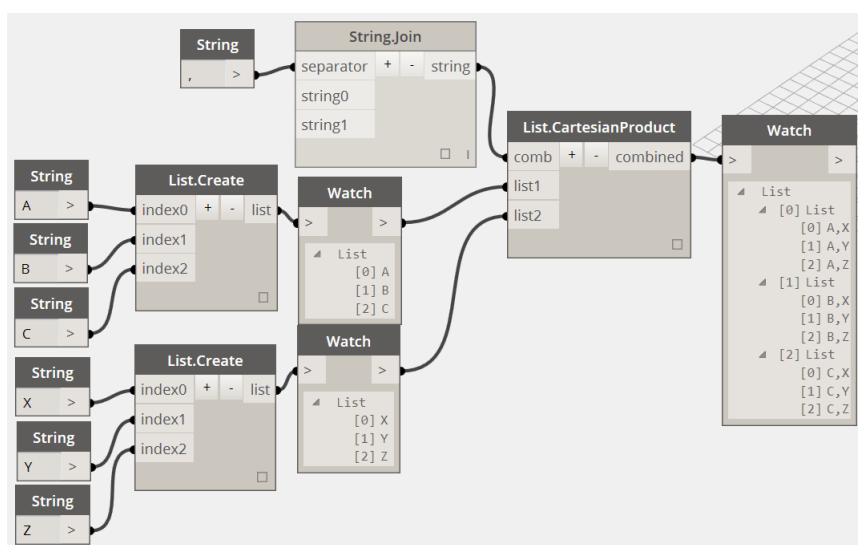 String
, >
String.Join
separator + - string
string0
string1
l
List.CartesianProduct
comb + - combined
list1
list2
Watch
> >
List
[0] List
[0] A,X
[1] A,Y
[2] A,Z
[1] List
[0] B,X
[1] B,Y
[2] B,Z
[2] List
[0] C,X
[1] C,Y
[2] C,Z
String
A >
String
B >
String
C >
List.Create
index0 + - list
index1
index2
Watch
> >
List
[0] A
[1] B
[2] C
String
X >
String
Y >
String
Z >
List.Create
index0 + - list
index1
index2
Watch
> >
List
[0] X
[1] Y
[2] Z